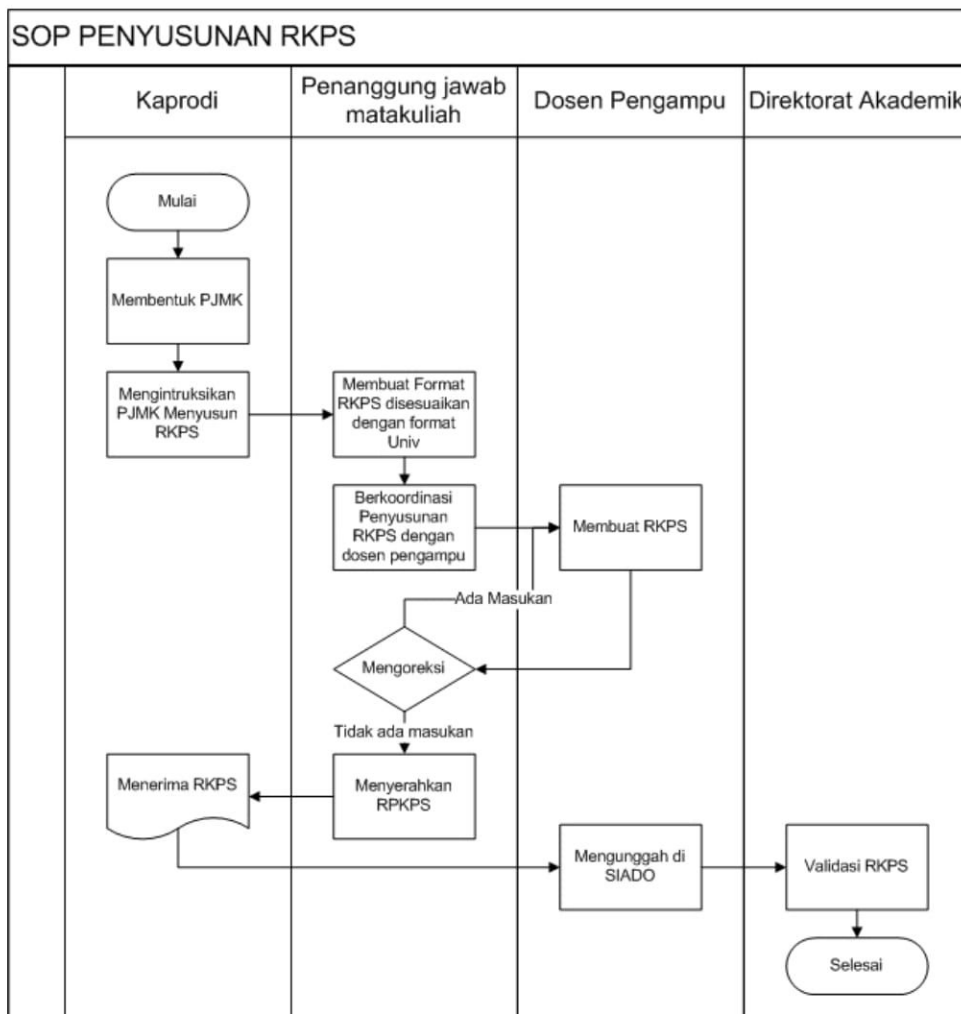 SOP PENYUSUNAN RKPS
Kaprodi
Penanggung jawab
matakuliah
Dosen Pengampu
Direktorat Akademik
Mulai
Membentuk PJMK
Mengintruksikan
PJMK Menyusun
RKPS
Membuat Format
RKPS disesuaikan
dengan format
Univ
Berkoordinasi
Penyusunan
RKPS dengan
dosen pengampu
Membuat RKPS
Ada Masukan
Mengoreksi
Tidak ada masukan
Menerima RKPS
Menyerahkan
RPKPS
Mengunggah di
SIADO
Validasi RKPS
Selesai